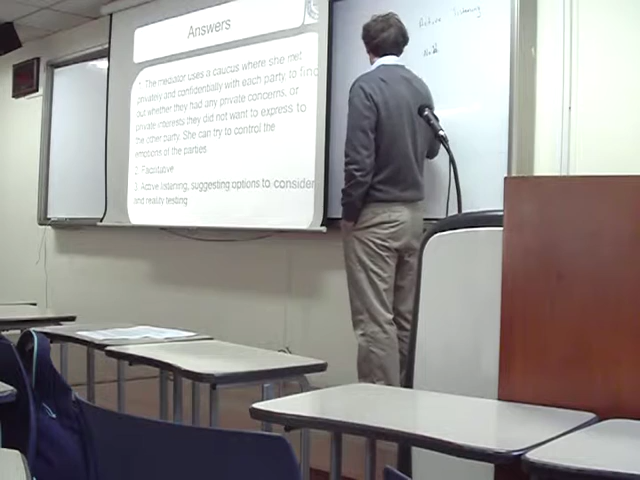 Answers
1. The mediator uses a caucus where she met
privately and confidentially with each party, to find
out whether they had any private concerns, or
private interests they did not want to express to
the other party. She can try to control the
emotions of the parties
2. Facilitative
3. Active listening, suggesting options to consider
and reality testing
Active listening